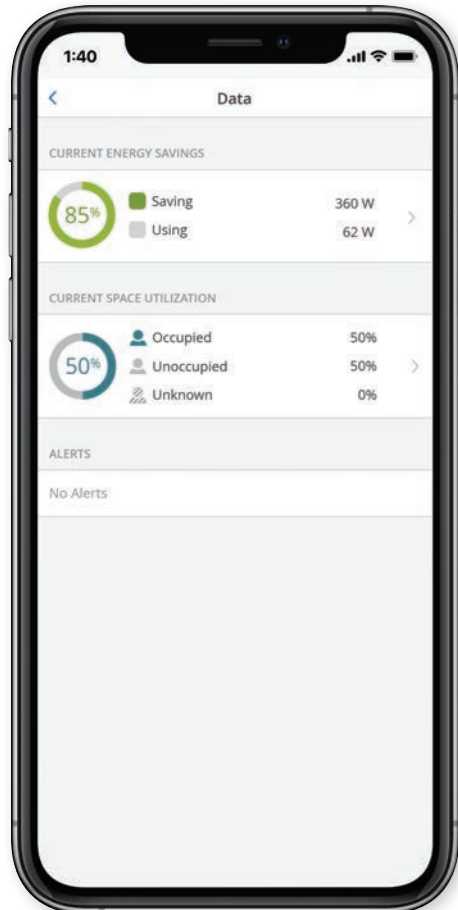 1:40
Data
CURRENT ENERGY SAVINGS
85%
Saving 360 W
Using 62 W
CURRENT SPACE UTILIZATION
50%
Occupied 50%
Unoccupied 50%
Unknown 0%
ALERTS
No Alerts